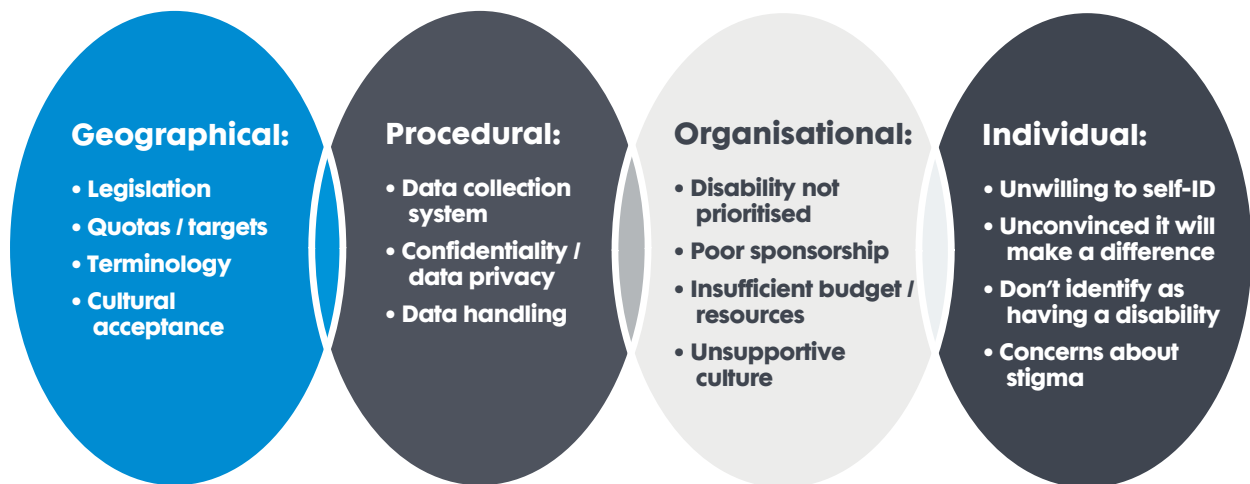 Geographical:
• Legislation
• Quotas / targets
• Terminology
• Cultural
acceptance
Procedural:
• Data collection
system
• Confidentiality /
data privacy
• Data handling
Organisational:
• Disability not
prioritised
• Poor sponsorship
• Insufficient budget /
resources
• Unsupportive
culture
Individual:
• Unwilling to self-ID
• Unconvinced it will
make a difference
• Don’t identify as
having a disability
• Concerns about
stigma